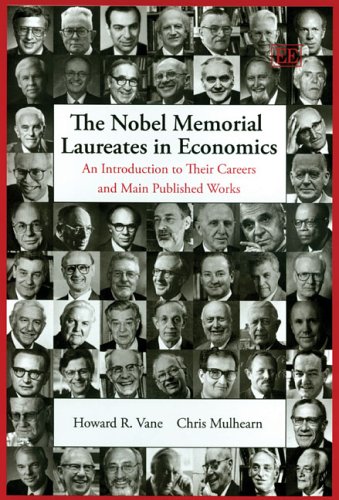 EE
The Nobel Memorial
Laureates in Economics
An Introduction to Their Careers
and Main Published Works
Howard R. Vane Chris Mulhearn